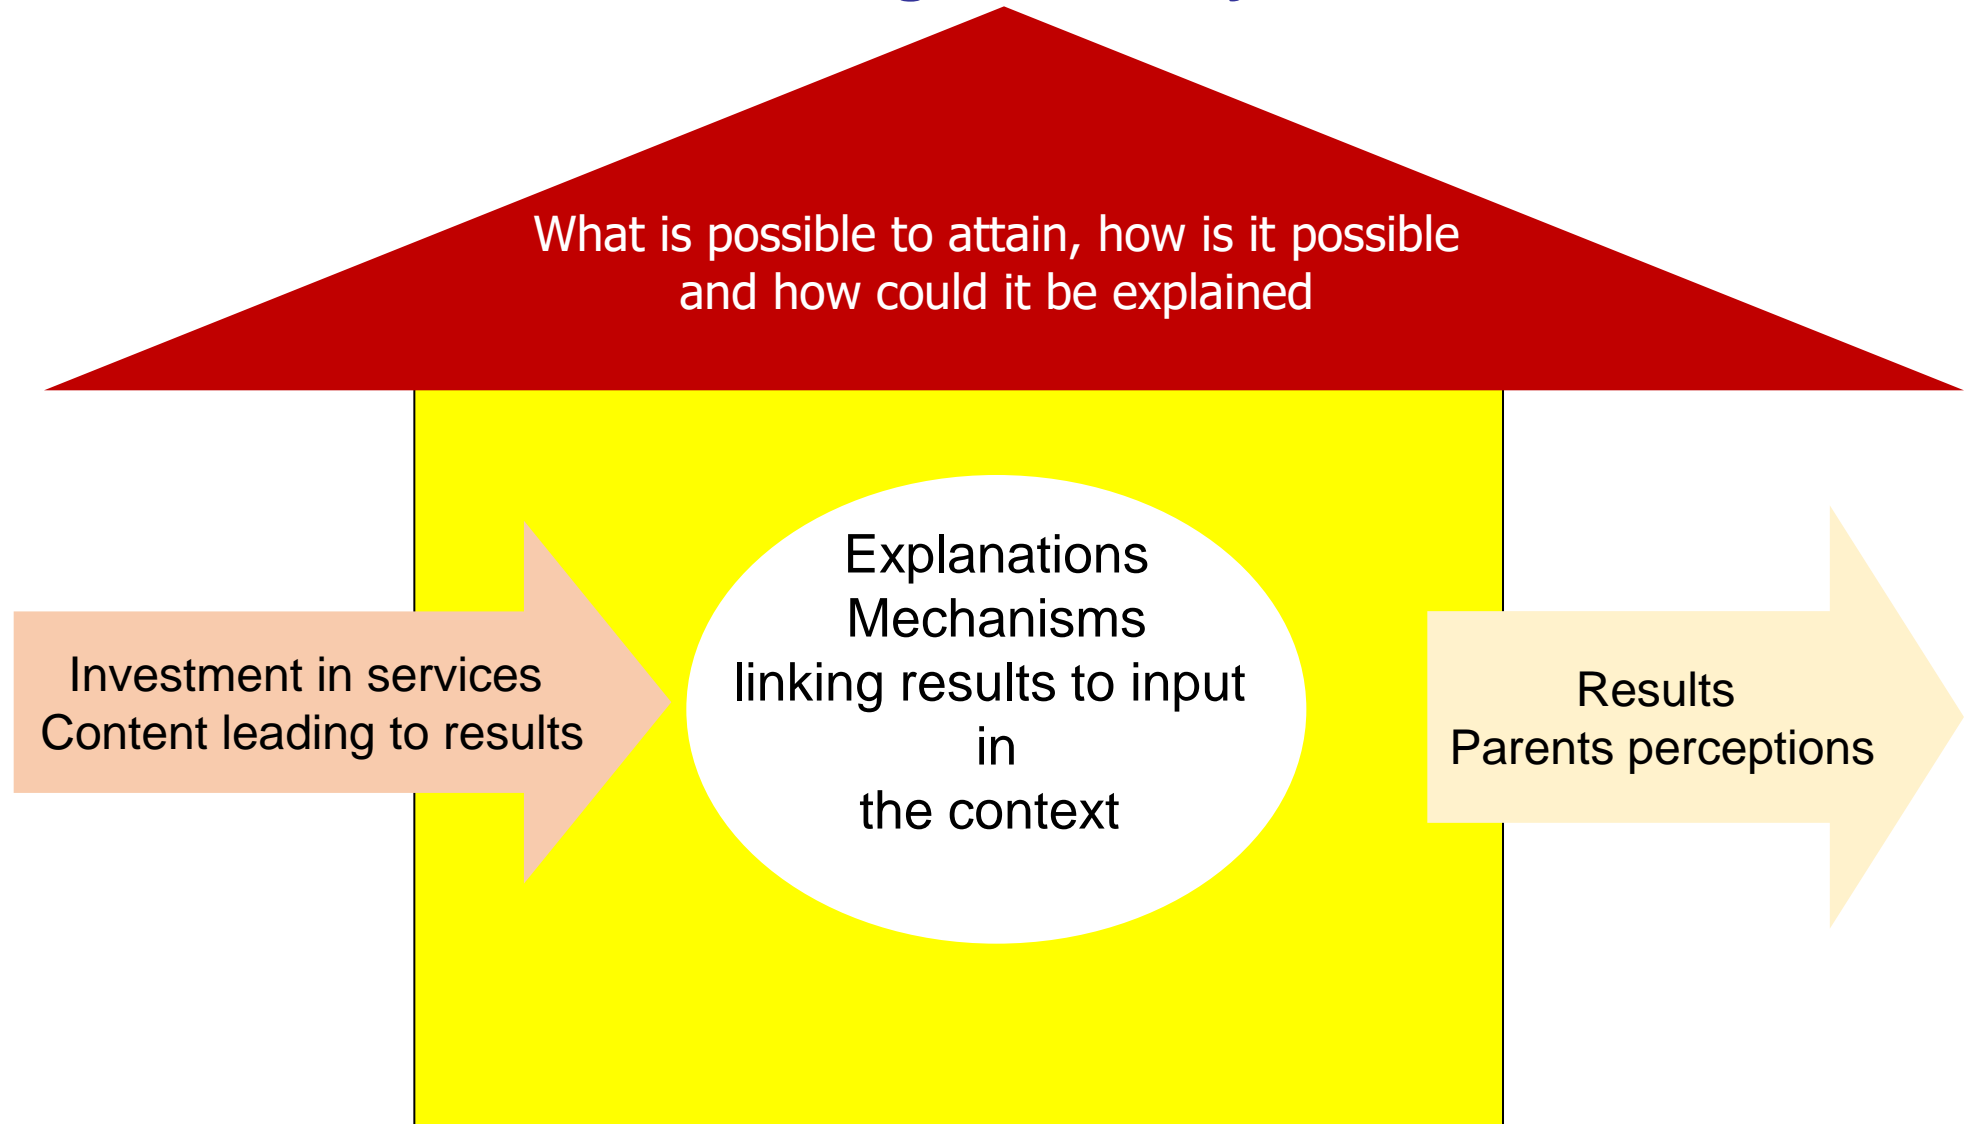 What is possible to attain, how is it possible
and how could it be explained
Explanations
Mechanisms
linking results to input
in
the context
Investment in services
Content leading to results
Results
Parents perceptions